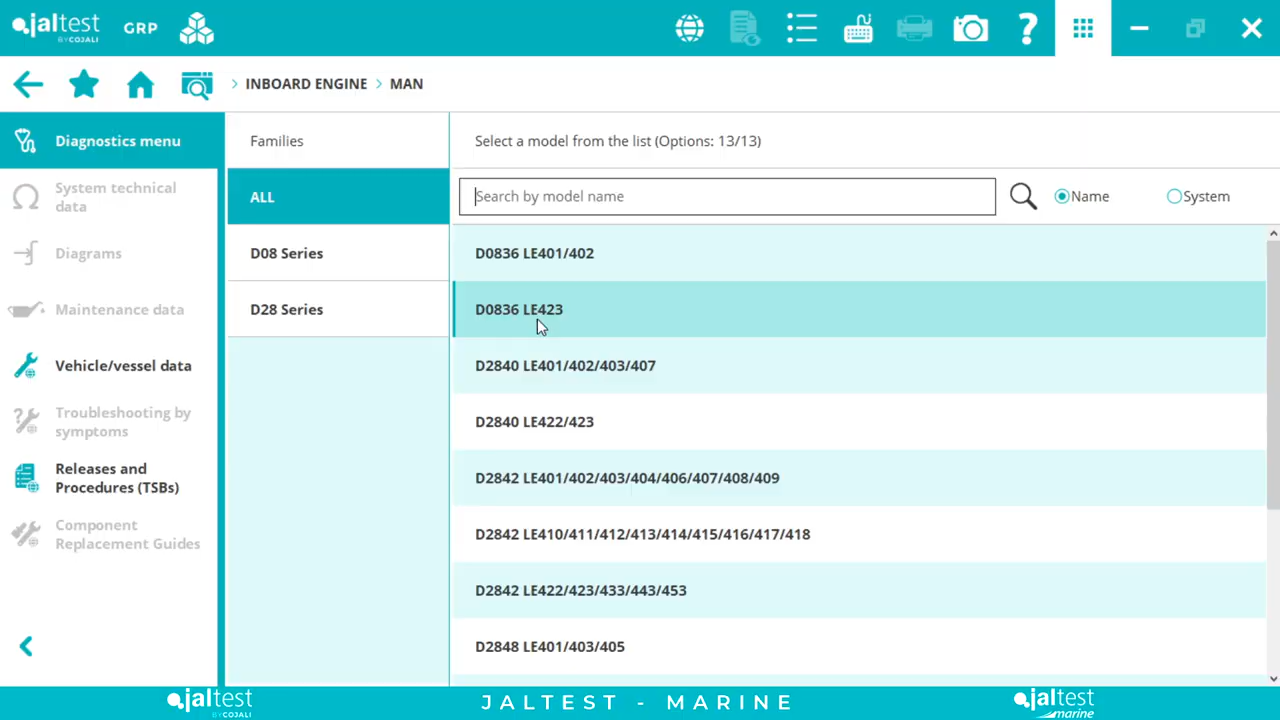 jaltest
BY COJALI
GRP
?
> INBOARD ENGINE > MAN
Diagnostics menu
System technical
data
Diagrams
Maintenance data
Vehicle/vessel data
Troubleshooting by
symptoms
Releases and
Procedures (TSBs)
Component
Replacement Guides
Families
ALL
D08 Series
D28 Series
Select a model from the list (Options: 13/13)
Search by model name
Name
System
D0836 LE401/402
D0836 LE423
D2840 LE401/402/403/407
D2840 LE422/423
D2842 LE401/402/403/404/406/407/408/409
D2842 LE410/411/412/413/414/415/416/417/418
D2842 LE422/423/433/443/453
D2848 LE401/403/405
jaltest
BY COJALI
JALTEST - MARINE
jaltest
marine